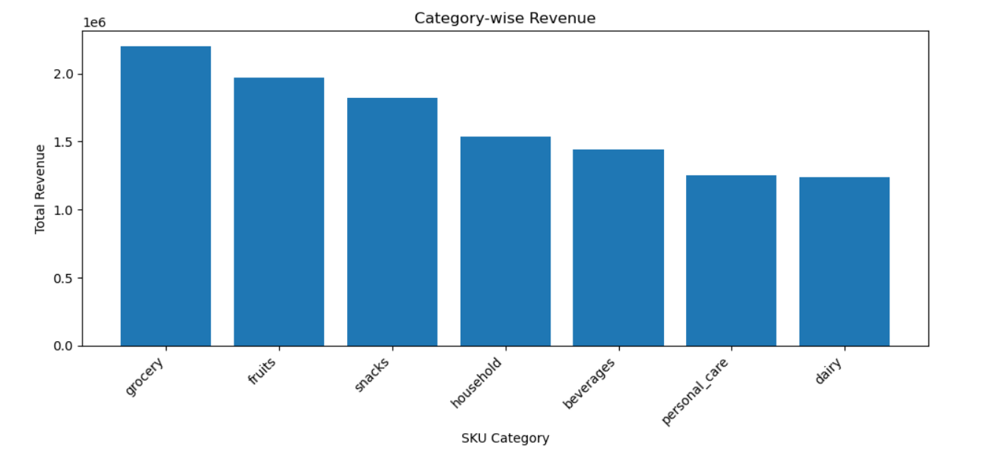 Category-wise Revenue
1e6
2.0
1.5
1.0
0.5
0.0
Total Revenue
grocery
fruits
snacks
household
beverages
personal_care
dairy
SKU Category